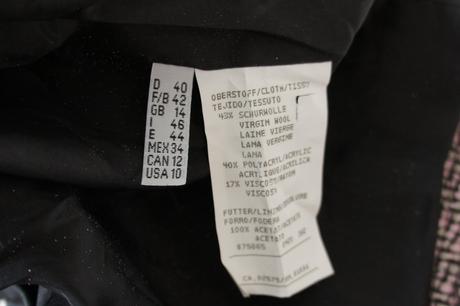 D 40
F/B 42
GB 14
I 46
E 44
MEX 34
CAN 12
USA 10
OBERSTOFF/CLOTH/TISSU
TEJIDO/TESSUTO
43% SCHURWOLLE
VIRGIN WOOL
LAINE VIERGE
LANA VERGINE
LANA
40% POLYACRYL/ACRYLIC
ACRYLIQUE/ACRILICA
17% VISCOSE/RAYON
VISCOSA
FUTTER/LINING/DOUBLURE
FORRO/FODERA
100% ACETAT/ACETATE
ACETATO
875065